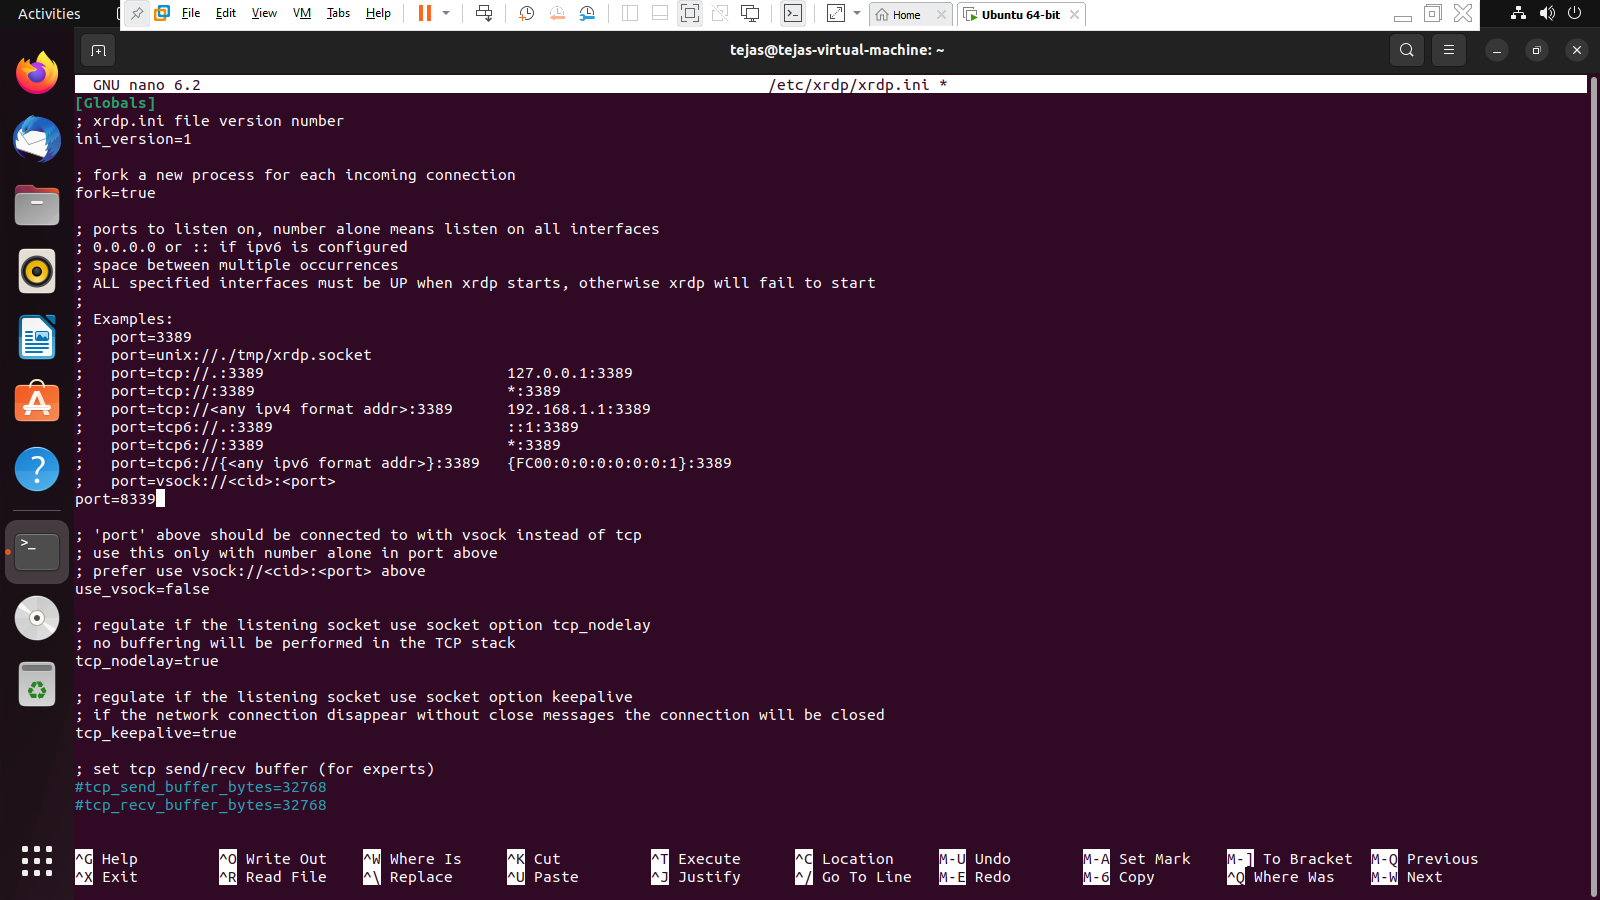 Activities File Edit View VM Tabs Help Home Ubuntu 64-bit
tejas@tejas-virtual-machine: ~
GNU nano 6.2 /etc/xrdp/xrdp.ini *
[Globals]
; xrdp.ini file version number
ini_version=1
; fork a new process for each incoming connection
fork=true
; ports to listen on, number alone means listen on all interfaces
; 0.0.0.0 or :: if ipv6 is configured
; space between multiple occurrences
; ALL specified interfaces must be UP when xrdp starts, otherwise xrdp will fail to start
;
; Examples:
;   port=3389
;   port=unix://./tmp/xrdp.socket
;   port=tcp://.:3389                           127.0.0.1:3389
;   port=tcp://:3389                            *:3389
;   port=tcp://<any ipv4 format addr>:3389      192.168.1.1:3389
;   port=tcp6://.:3389                          ::1:3389
;   port=tcp6://:3389                           *:3389
;   port=tcp6://{<any ipv6 format addr>}:3389   {FC00:0:0:0:0:0:0:1}:3389
;   port=vsock://<cid>:<port>
port=8339
; 'port' above should be connected to with vsock instead of tcp
; use this only with number alone in port above
; prefer use vsock://<cid>:<port> above
use_vsock=false
; regulate if the listening socket use socket option tcp_nodelay
; no buffering will be performed in the TCP stack
tcp_nodelay=true
; regulate if the listening socket use socket option keepalive
; if the network connection disappear without close messages the connection will be closed
tcp_keepalive=true
; set tcp send/recv buffer (for experts)
#tcp_send_buffer_bytes=32768
#tcp_recv_buffer_bytes=32768
^G Help ^O Write Out ^W Where Is ^K Cut ^T Execute ^C Location M-U Undo M-A Set Mark M-] To Bracket M-Q Previous
^X Exit ^R Read File ^\ Replace ^U Paste ^J Justify ^/ Go To Line M-E Redo M-6 Copy ^Q Where Was M-W Next